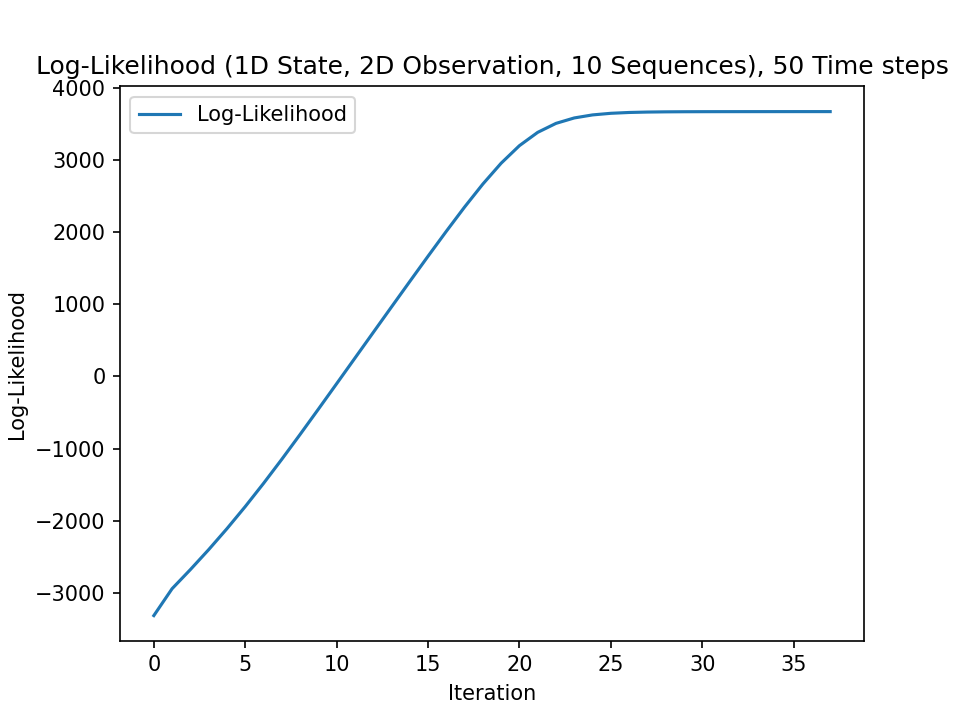 Log-Likelihood (1D State, 2D Observation, 10 Sequences), 50 Time steps
Log-Likelihood
4000
3000
2000
1000
0
−1000
−2000
−3000
Log-Likelihood
0 5 10 15 20 25 30 35
Iteration